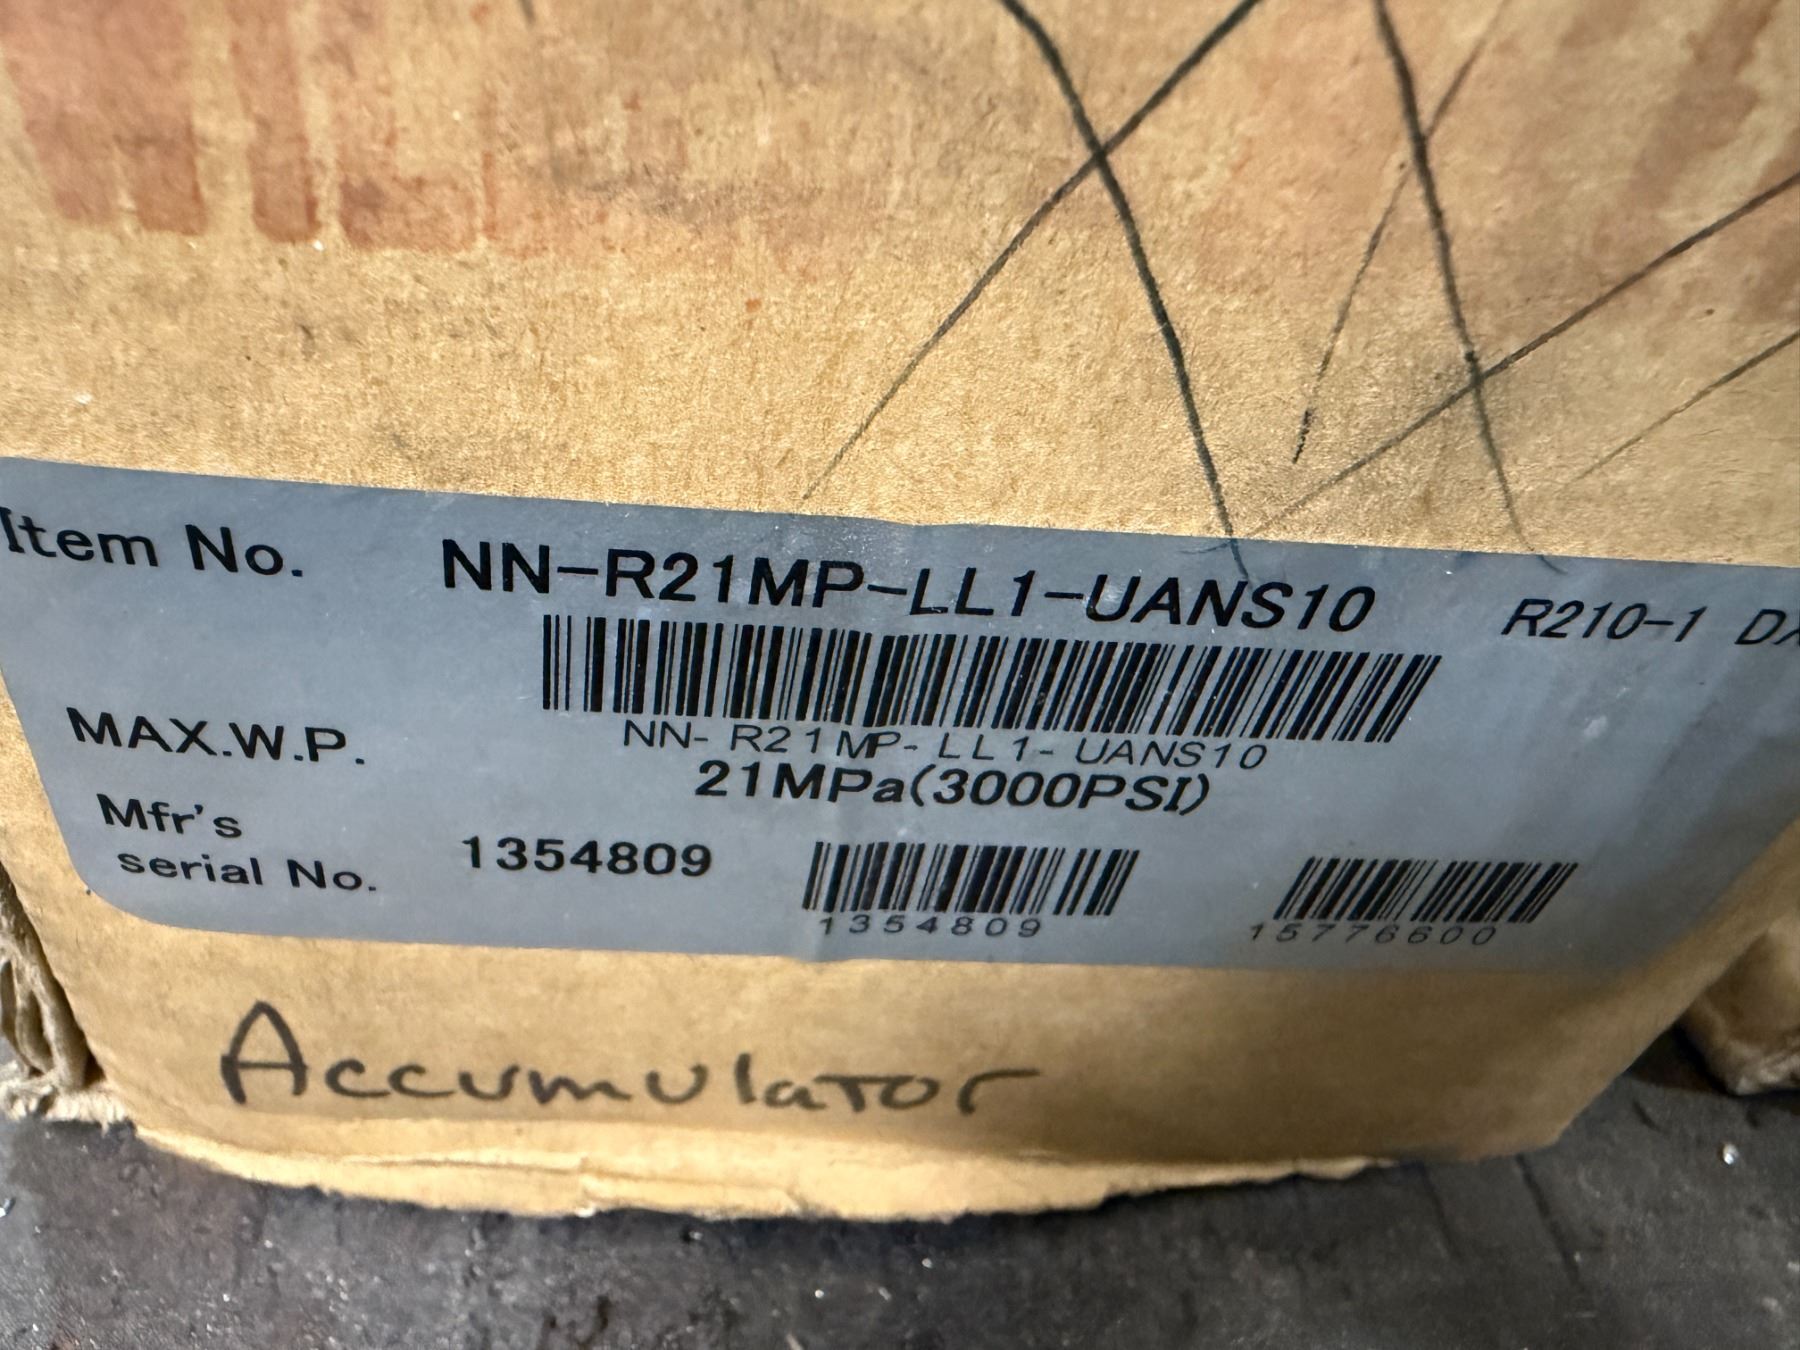 Item No. NN-R21MP-LL1-UANS10 R210-1
NN-R21MP-LL1-UANS10
MAX.W.P. 21MPa(3000PSI)
Mfr's
serial No. 1354809
1354809 15776600
Accumulator